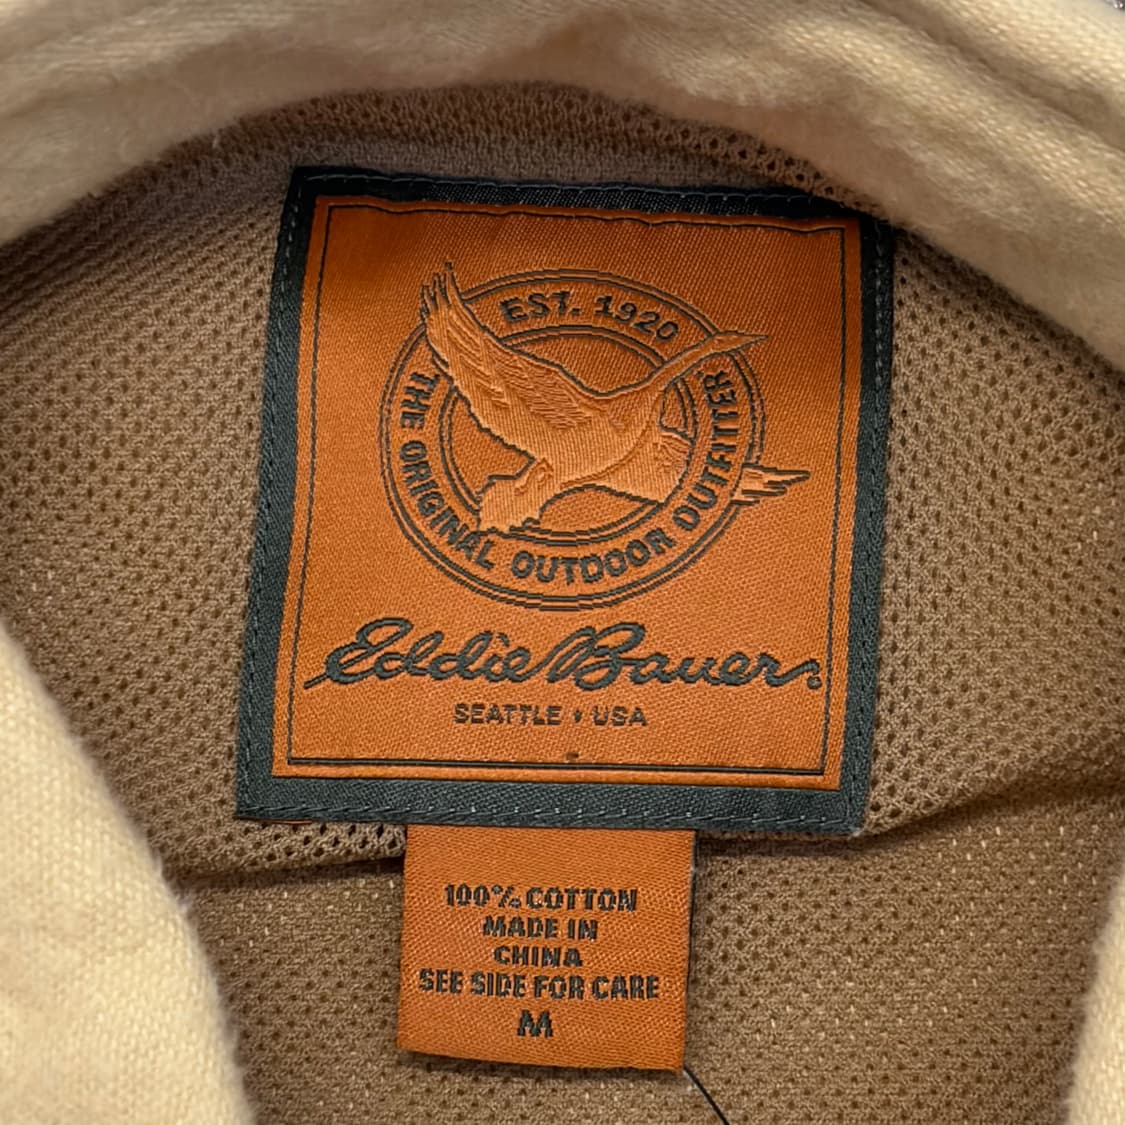 EST. 1920
THE ORIGINAL OUTDOOR OUTFITTER
Eddie Bauer
SEATTLE • USA
100% COTTON
MADE IN
CHINA
SEE SIDE FOR CARE
M